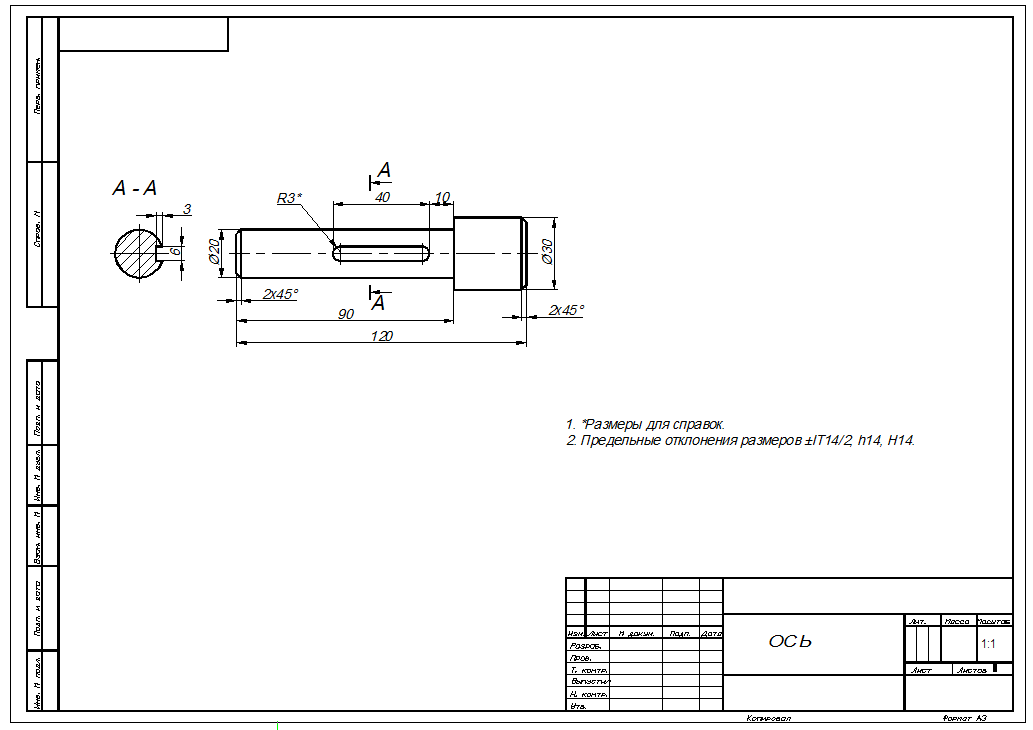 Перв. примен.
Справ. N
Подп. и дата
Инв. N дубл.
Взам. инв. N
Подп. и дата
Инв. N подл.
А - А
3
6
А
R3*
40
10
Ø20
Ø30
2x45°
А
90
2x45°
120
1. *Размеры для справок.
2. Предельные отклонения размеров ±IT14/2, h14, H14.
Изм. Лист N докум. Подп. Дата
Разраб.
Пров.
Т. контр.
Выпустил
Н. контр.
Утв.
ОСЬ
Лит. Масса Масштаб
1:1
Лист Листов 1
Копировал Формат А3